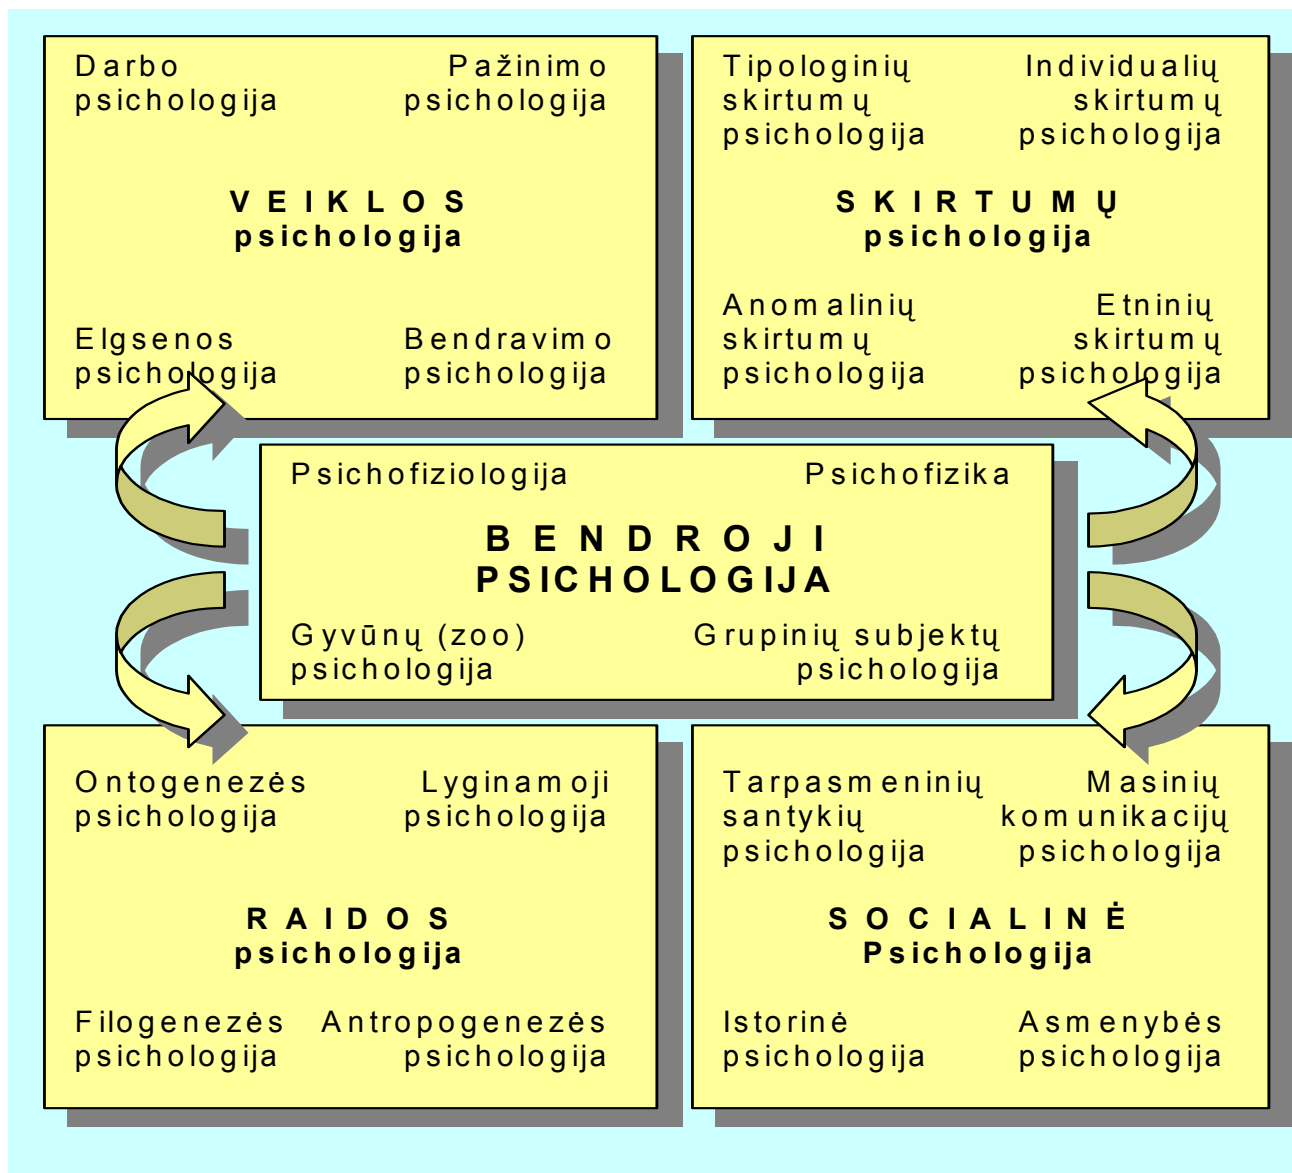 Darbo
psichologija
Pažinimo
psichologija
VEIKLOS
psichologija
Elgsenos
psichologija
Bendravimo
psichologija
Tipologinių
skirtumų
psichologija
Individualių
skirtumų
psichologija
SKIRTUMŲ
psichologija
Anomalinių
skirtumų
psichologija
Etninių
skirtumų
psichologija
Psichofiziologija
Psichofizika
BENDROJI
PSICHOLOGIJA
Gyvūnų (zoo)
psichologija
Grupinių subjektų
psichologija
Ontogenezės
psichologija
Lyginamoji
psichologija
RAIDOS
psichologija
Filogenezės
psichologija
Antropogenezės
psichologija
Tarpasmeninių
santykių
psichologija
Masinių
komunikacijų
psichologija
SOCIALINĖ
Psichologija
Istorinė
psichologija
Asmenybės
psichologija